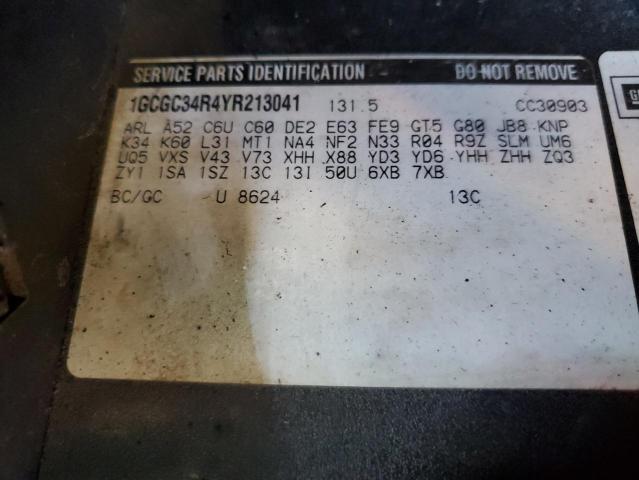 SERVICE PARTS IDENTIFICATION DO NOT REMOVE
1GCGC34R4YR213041 131.5 CC30903
ARL A52 C6U C60 DE2 E63 FE9 GT5 G80 JB8 KNP
K34 K60 L31 MT1 NA4 NF2 N33 R04 R9Z SLM UM6
UQ5 VXS V43 V73 XHH X88 YD3 YD6 YHH ZHH ZQ3
ZY1 1SA 1SZ 13C 13I 50U 6XB 7XB
BC/GC U 8624 13C